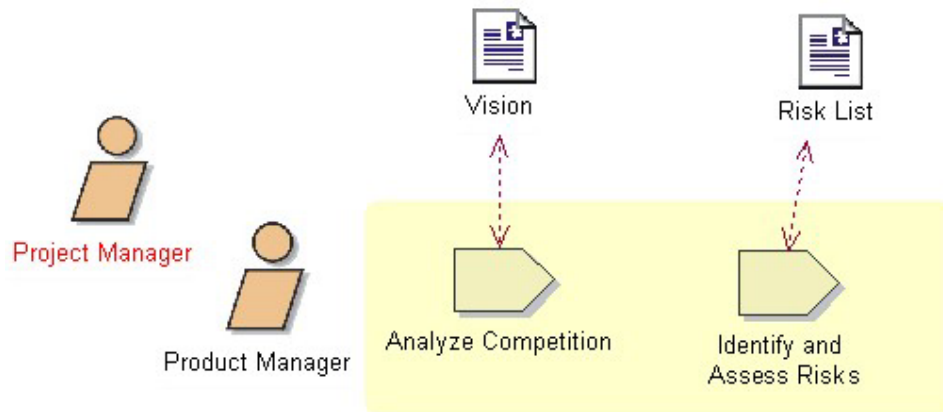 Vision
Risk List
Project Manager
Product Manager
Analyze Competition
Identify and
Assess Risks